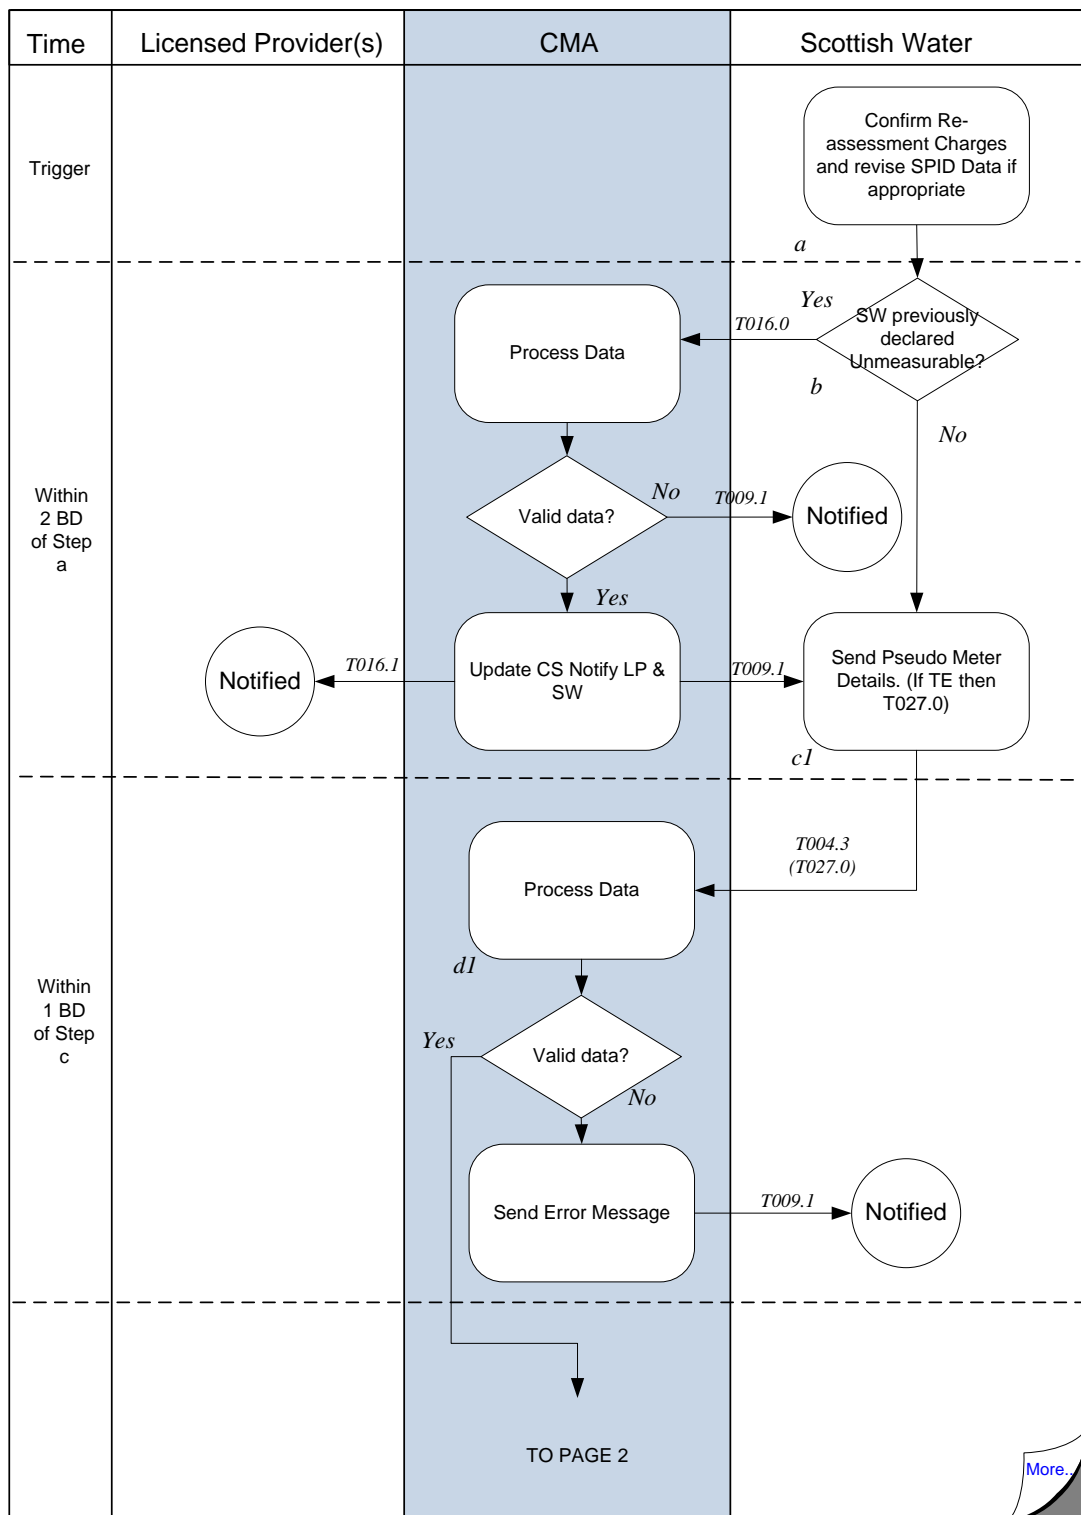 Time
Licensed Provider(s)
CMA
Scottish Water
Trigger
Confirm Re-
assessment Charges
and revise SPID Data if
appropriate
a
Yes
T016.0
SW previously
declared
Unmeasurable?
b
Process Data
No
Within
2 BD
of Step
a
Valid data?
No
T009.1
Notified
Yes
Notified
T016.1
Update CS Notify LP &
SW
T009.1
Send Pseudo Meter
Details. (If TE then
T027.0)
c1
T004.3
(T027.0)
Process Data
d1
Within
1 BD
of Step
c
Yes
Valid data?
No
Send Error Message
T009.1
Notified
TO PAGE 2
More..